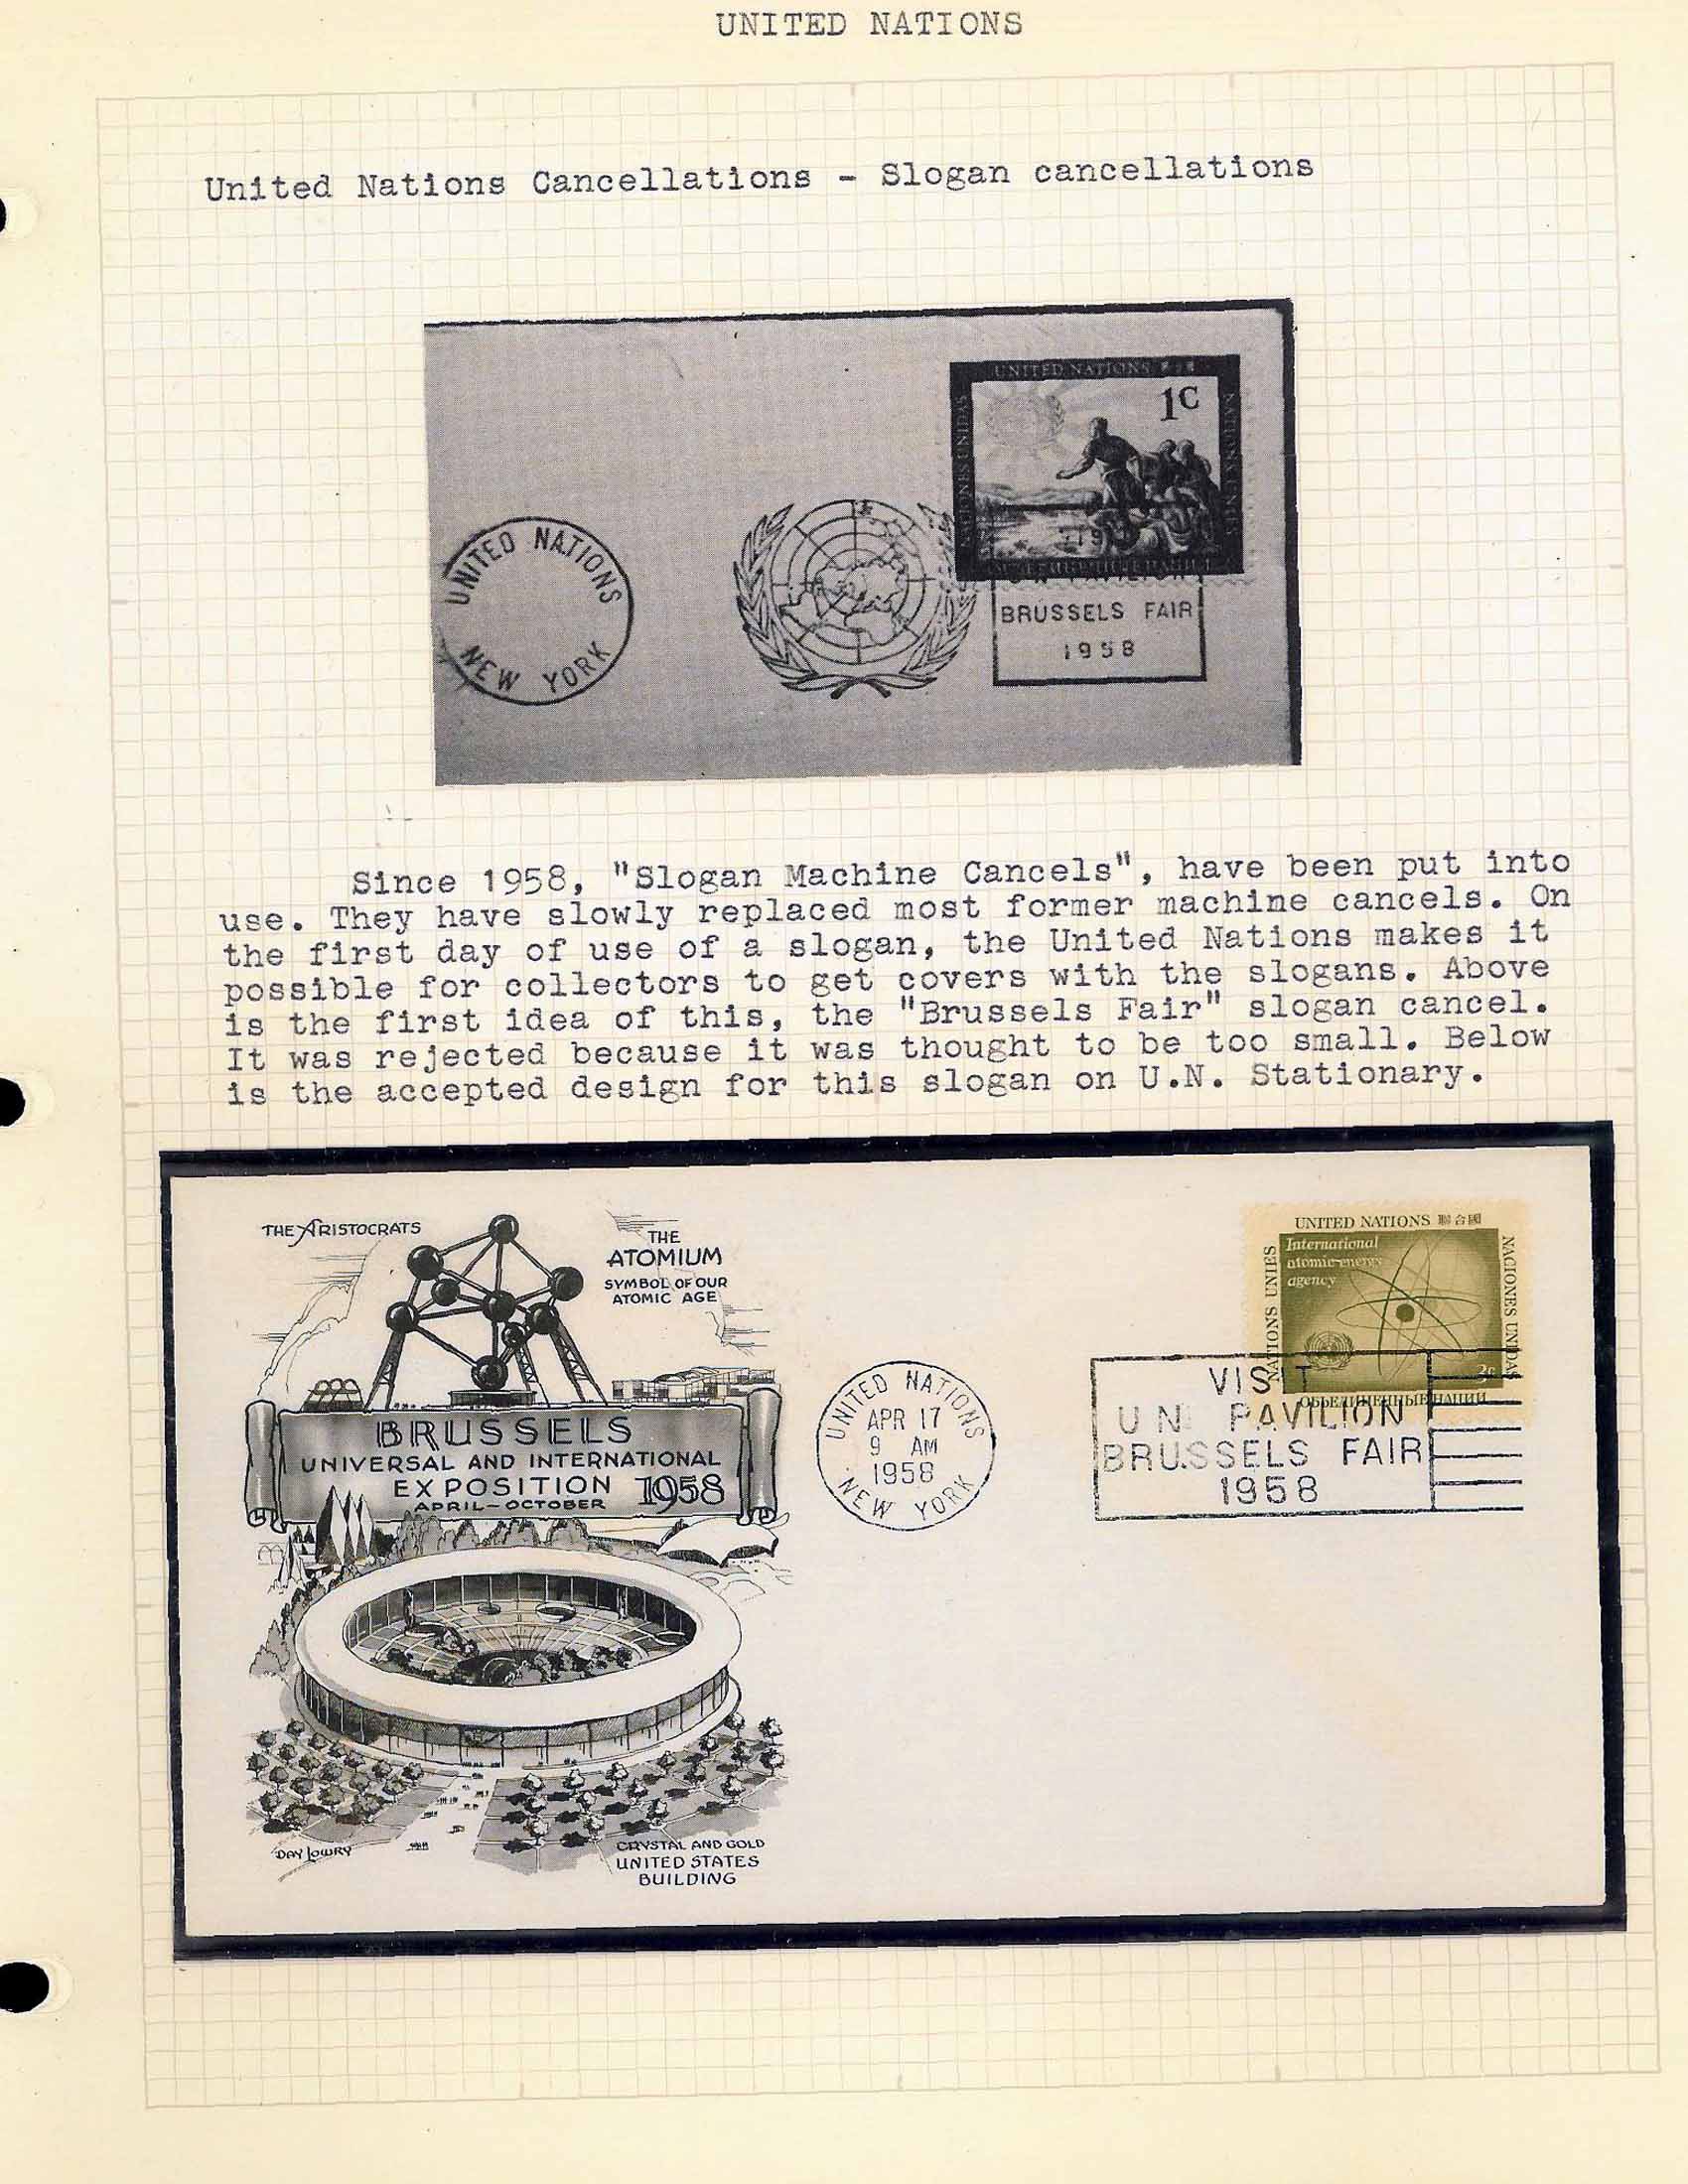 UNITED NATIONS
United Nations Cancellations - Slogan cancellations
UNITED NATIONS
1c
NACIONES UNIDAS
UNITED NATIONS
NEW YORK
BRUSSELS FAIR
1958
Since 1958, "Slogan Machine Cancels", have been put into
use. They have slowly replaced most former machine cancels. On
the first day of use of a slogan, the United Nations makes it
possible for collectors to get covers with the slogans. Above
is the first idea of this, the "Brussels Fair" slogan cancel.
It was rejected because it was thought to be too small. Below
is the accepted design for this slogan on U.N. Stationary.
THE ARISTOCRATS
THE
ATOMIUM
SYMBOL OF OUR
ATOMIC AGE
BRUSSELS
UNIVERSAL AND INTERNATIONAL
EXPOSITION 1958
APRIL-OCTOBER
DAY LOWRY
CRYSTAL AND GOLD
UNITED STATES
BUILDING
UNITED NATIONS
APR 17
9 AM
1958
NEW YORK
UNITED NATIONS 聯合國
International
atomic energy
agency
NATIONS UNIES
NACIONES UNIDAS
2c
ОБЪЕДИНЕННЫЕ НАЦИИ
VISIT
U N PAVILION
BRUSSELS FAIR
1958